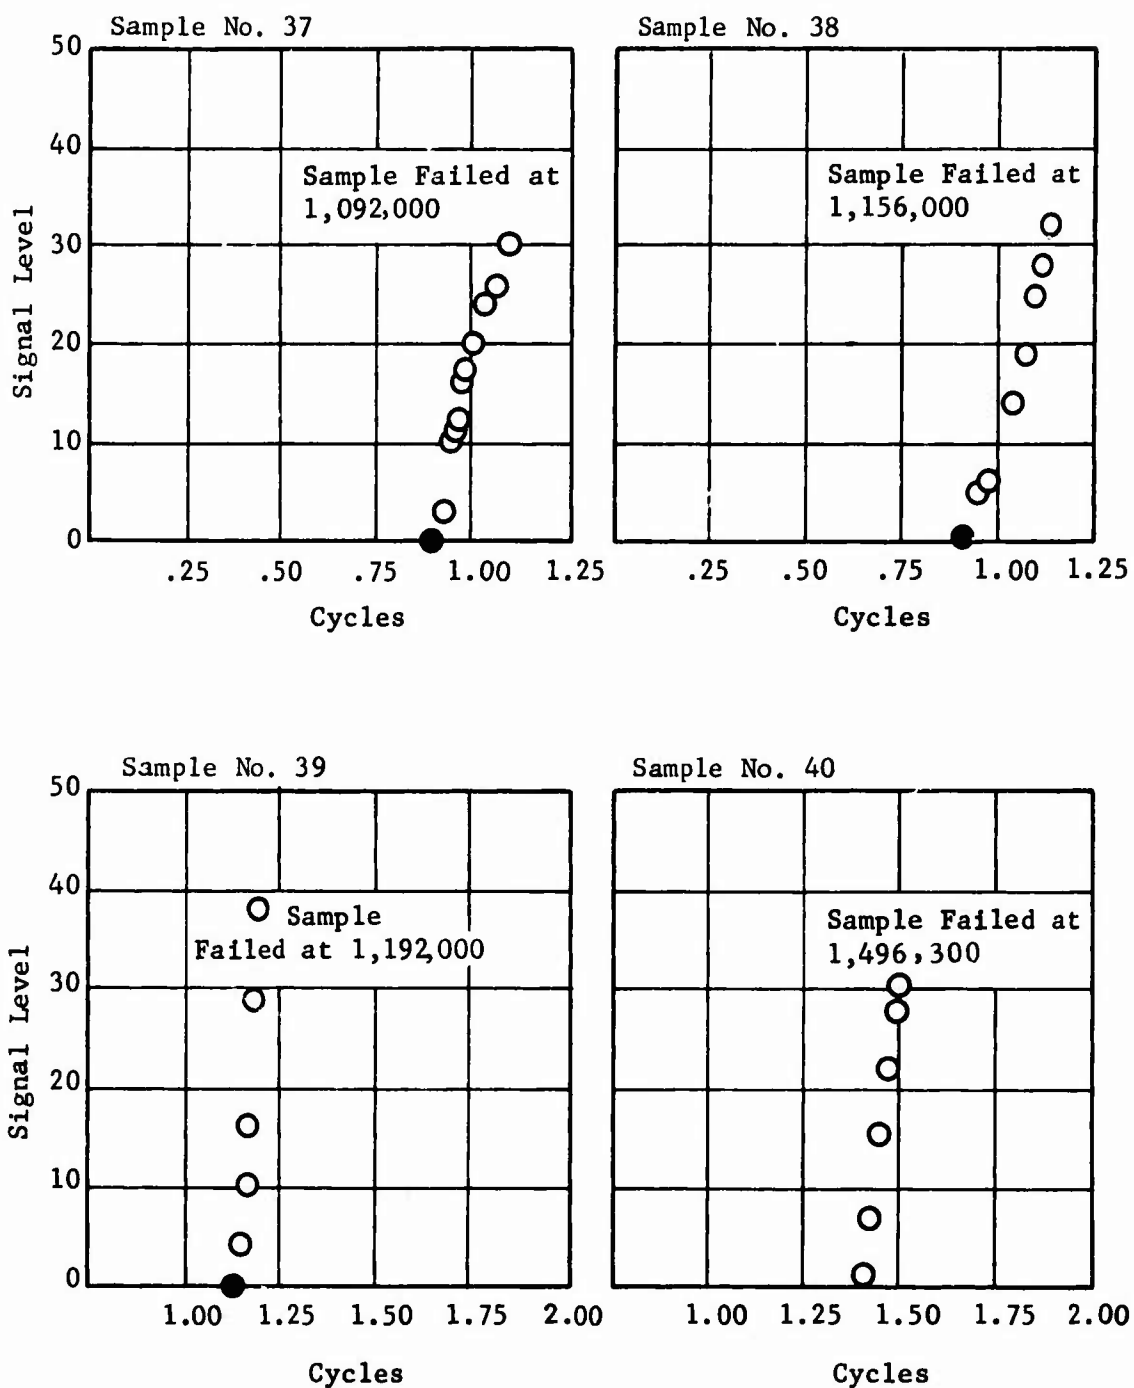 Sample No. 37
Sample No. 38
50
40
30
20
10
0
Signal Level
Sample Failed at
1,092,000
Sample Failed at
1,156,000
.25 .50 .75 1.00 1.25
.25 .50 .75 1.00 1.25
Cycles
Cycles
Sample No. 39
Sample No. 40
50
40
30
20
10
0
Signal Level
Sample
Failed at 1,192,000
Sample Failed at
1,496,300
1.00 1.25 1.50 1.75 2.00
1.00 1.25 1.50 1.75 2.00
Cycles
Cycles